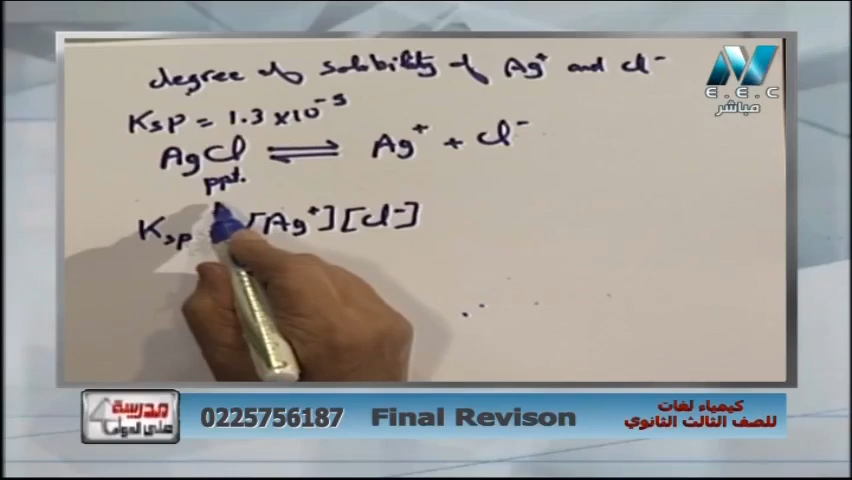 degree of solubility of Ag⁺ and Cl⁻
E.E.C
مباشر
Ksp = 1.3 × 10⁻⁵
AgCl ⇌ Ag⁺ + Cl⁻
ppt.
Ksp [Ag⁺][Cl⁻]
مدرسة
على الهواء
0225756187
Final Revison
كيمياء لغات
للصف الثالث الثانوي